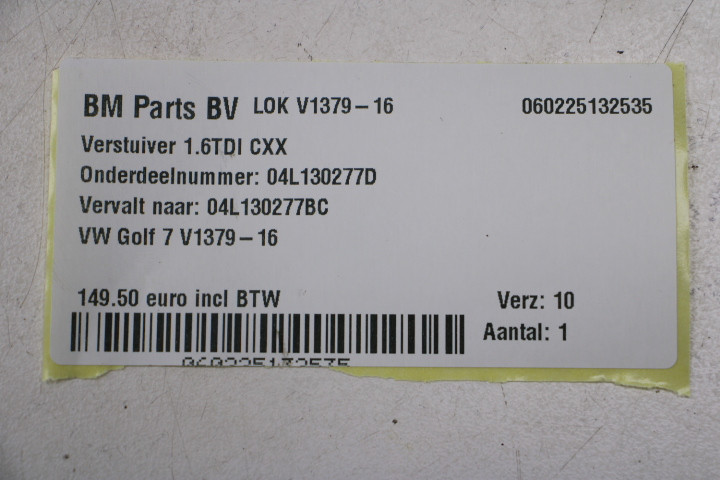 BM Parts BV LOK V1379-16 060225132535
Verstuiver 1.6TDI CXX
Onderdeelnummer: 04L130277D
Vervalt naar: 04L130277BC
VW Golf 7 V1379-16
149.50 euro incl BTW Verz: 10
Aantal: 1
060225132535